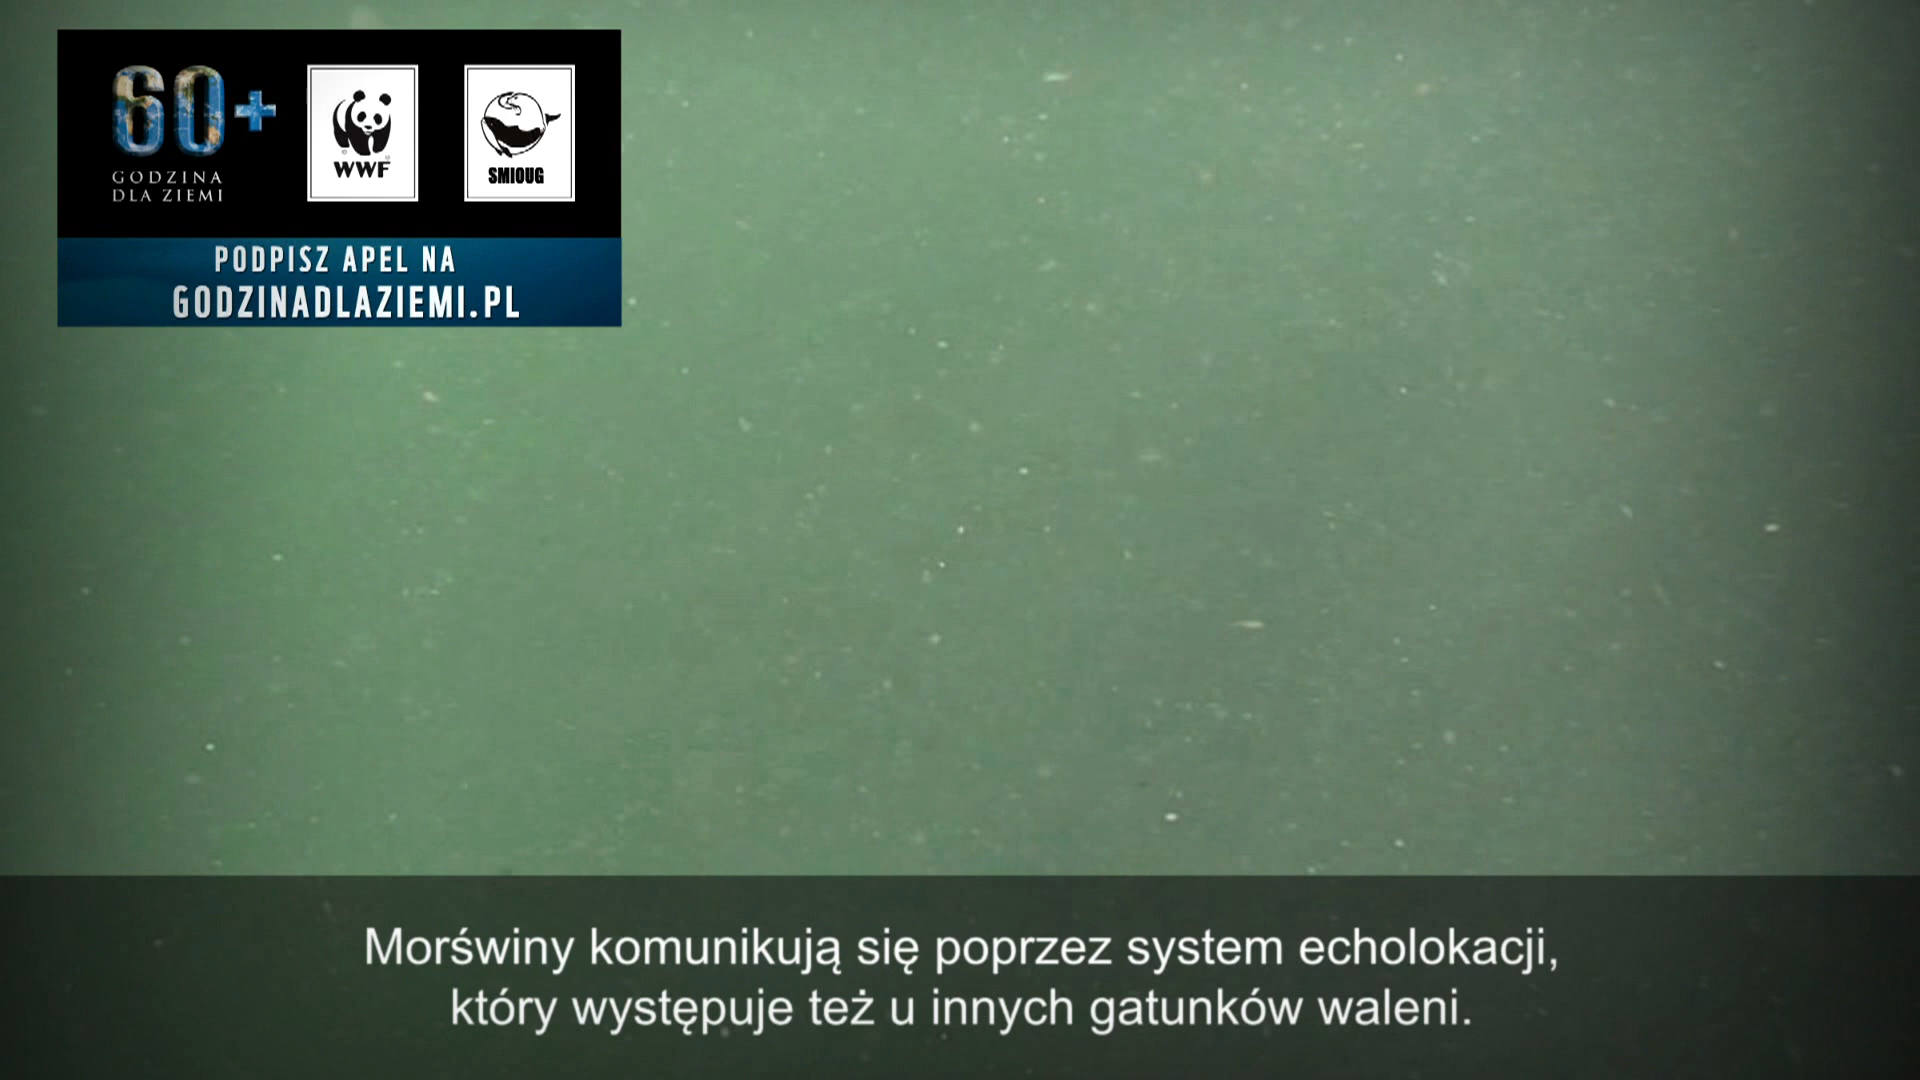 60+
GODZINA
DLA ZIEMI
WWF
SMIOUG
PODPISZ APEL NA
GODZINADLAZIEMI.PL
Morświny komunikują się poprzez system echolokacji,
który występuje też u innych gatunków waleni.